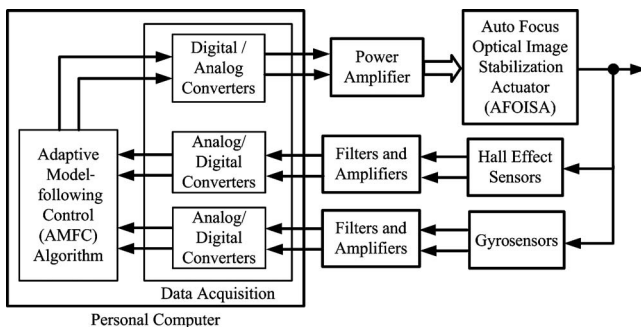 Digital /
Analog
Converters
Power
Amplifier
Auto Focus
Optical Image
Stabilization
Actuator
(AFOISA)
Adaptive
Model-
following
Control
(AMFC)
Algorithm
Analog/
Digital
Converters
Filters and
Amplifiers
Hall Effect
Sensors
Analog/
Digital
Converters
Filters and
Amplifiers
Gyrosensors
Data Acquisition
Personal Computer